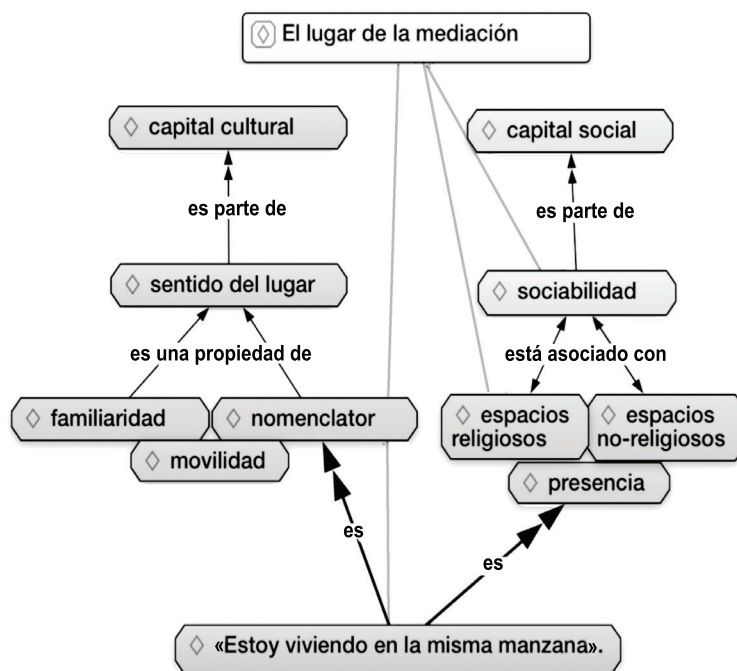 El lugar de la mediación
capital cultural
capital social
es parte de
es parte de
sentido del lugar
sociabilidad
es una propiedad de
está asociado con
familiaridad
nomenclator
espacios
religiosos
espacios
no-religiosos
movilidad
presencia
es
es
«Estoy viviendo en la misma manzana».